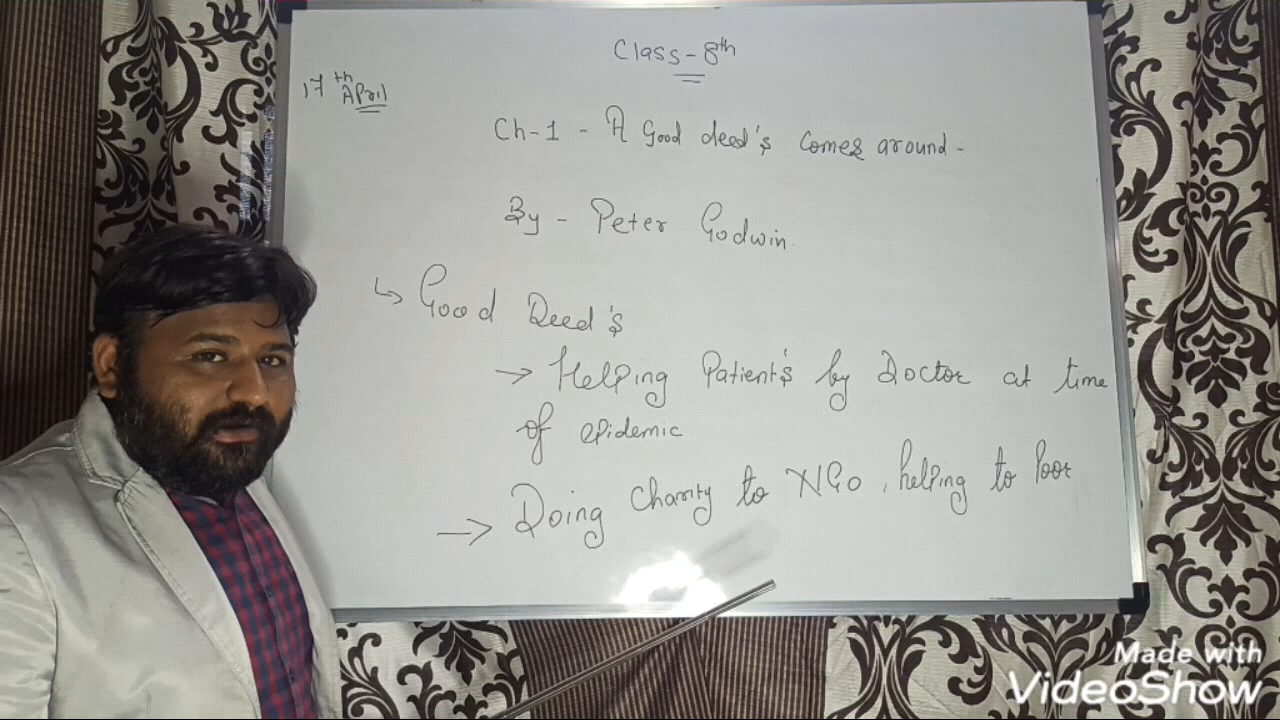 Class-8th
17th April
Ch-1 - A Good deed's comes around -
By - Peter Godwin.
↳ Good Deed's
→ Helping Patient's by Doctor at time
of epidemic
→ Doing charity to NGO, helping to Poor
Made with
VideoShow